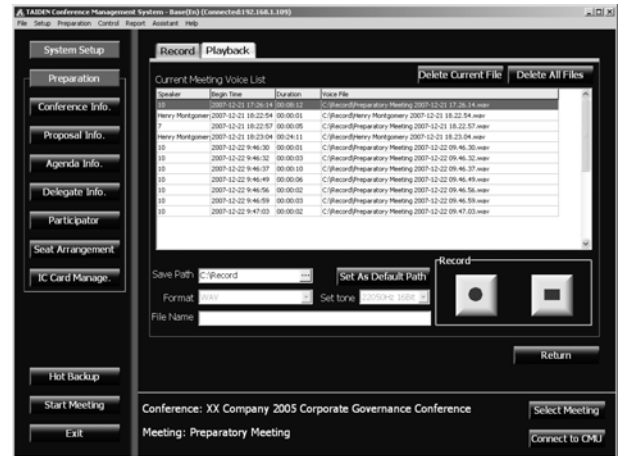 TAIDEN Conference Management System - Base(En) (Connected:192.168.1.109)
File Setup Preparation Control Report Assistant Help
System Setup
Preparation
Conference Info.
Proposal Info.
Agenda Info.
Delegate Info.
Participator
Seat Arrangement
IC Card Manage.
Hot Backup
Start Meeting
Exit
Record Playback
Current Meeting Voice List Delete Current File Delete All Files
Speaker Begin Time Duration Voice File
10 2007-12-21 17:26:14 00:08:12 C:\Record\Preparatory Meeting 2007-12-21 17.26.14.wav
Henry Montgomer 2007-12-21 18:22:54 00:00:01 C:\Record\Henry Montgomery 2007-12-21 18.22.54.wav
7 2007-12-21 18:22:57 00:00:05 C:\Record\Preparatory Meeting 2007-12-21 18.22.57.wav
Henry Montgomer 2007-12-21 18:23:04 00:24:11 C:\Record\Henry Montgomery 2007-12-21 18.23.04.wav
10 2007-12-22 9:46:30 00:00:01 C:\Record\Preparatory Meeting 2007-12-22 09.46.30.wav
10 2007-12-22 9:46:32 00:00:03 C:\Record\Preparatory Meeting 2007-12-22 09.46.32.wav
10 2007-12-22 9:46:37 00:00:10 C:\Record\Preparatory Meeting 2007-12-22 09.46.37.wav
10 2007-12-22 9:46:49 00:00:06 C:\Record\Preparatory Meeting 2007-12-22 09.46.49.wav
10 2007-12-22 9:46:56 00:00:02 C:\Record\Preparatory Meeting 2007-12-22 09.46.56.wav
10 2007-12-22 9:46:59 00:00:03 C:\Record\Preparatory Meeting 2007-12-22 09.46.59.wav
10 2007-12-22 9:47:03 00:00:02 C:\Record\Preparatory Meeting 2007-12-22 09.47.03.wav
Save Path C:\Record ... Set As Default Path
Record
Format WAV Set tone 22050Hz 16Bit
File Name
Return
Conference: XX Company 2005 Corporate Governance Conference Select Meeting
Meeting: Preparatory Meeting Connect to CMU